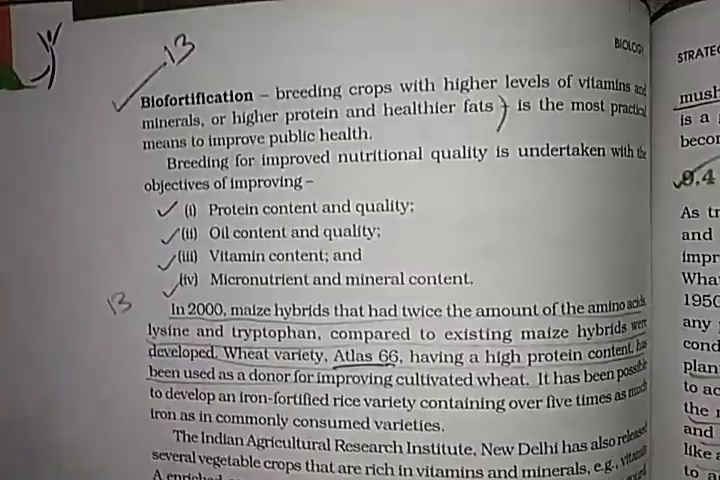 13
BIOLOGY
Biofortification – breeding crops with higher levels of vitamins and
minerals, or higher protein and healthier fats – is the most practical
means to improve public health.
Breeding for improved nutritional quality is undertaken with the
objectives of improving –
(i) Protein content and quality;
(ii) Oil content and quality;
(iii) Vitamin content; and
(iv) Micronutrient and mineral content.
13
In 2000, maize hybrids that had twice the amount of the amino acids,
lysine and tryptophan, compared to existing maize hybrids were
developed. Wheat variety, Atlas 66, having a high protein content, has
been used as a donor for improving cultivated wheat. It has been possible
to develop an iron-fortified rice variety containing over five times as much
iron as in commonly consumed varieties.
The Indian Agricultural Research Institute, New Delhi has also released
several vegetable crops that are rich in vitamins and minerals, e.g., vitamin
A
STRATEG
mush
is a
becom
9.4
As tr
and
impr
What
1950
any
cond
plan
to ac
the r
and
like a
to a